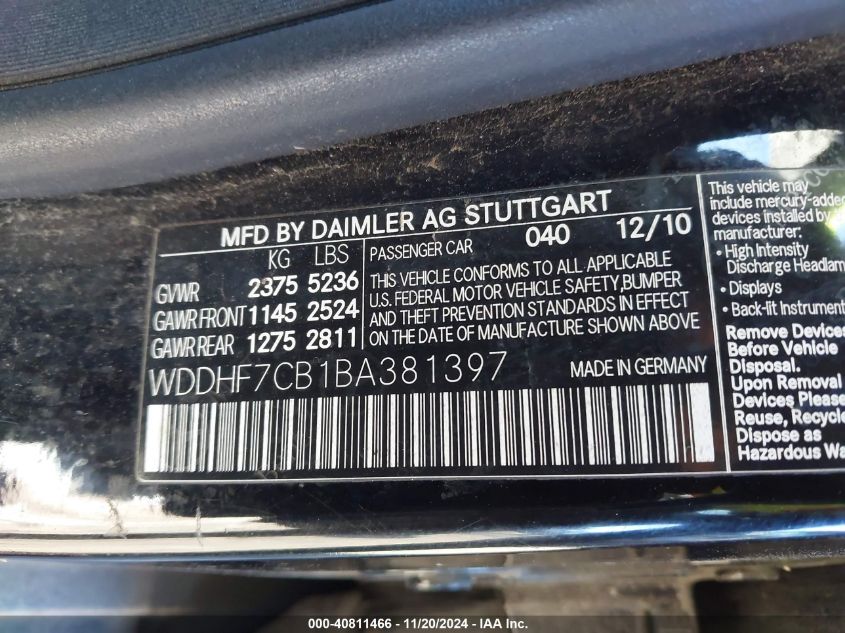 MFD BY DAIMLER AG STUTTGART
KG LBS
GVWR 2375 5236
GAWR FRONT 1145 2524
GAWR REAR 1275 2811
PASSENGER CAR 040 12/10
THIS VEHICLE CONFORMS TO ALL APPLICABLE
U.S. FEDERAL MOTOR VEHICLE SAFETY,BUMPER
AND THEFT PREVENTION STANDARDS IN EFFECT
ON THE DATE OF MANUFACTURE SHOWN ABOVE
WDDHF7CB1BA381397 MADE IN GERMANY
This vehicle may
include mercury-added
devices installed by
manufacturer:
• High Intensity
Discharge Headlam
• Displays
• Back-lit Instrument
Remove Devices
Before Vehicle
Disposal.
Upon Removal
Devices Please
Reuse, Recycle
Dispose as
Hazardous Wa
000-40811466 - 11/20/2024 - © IAA Inc.